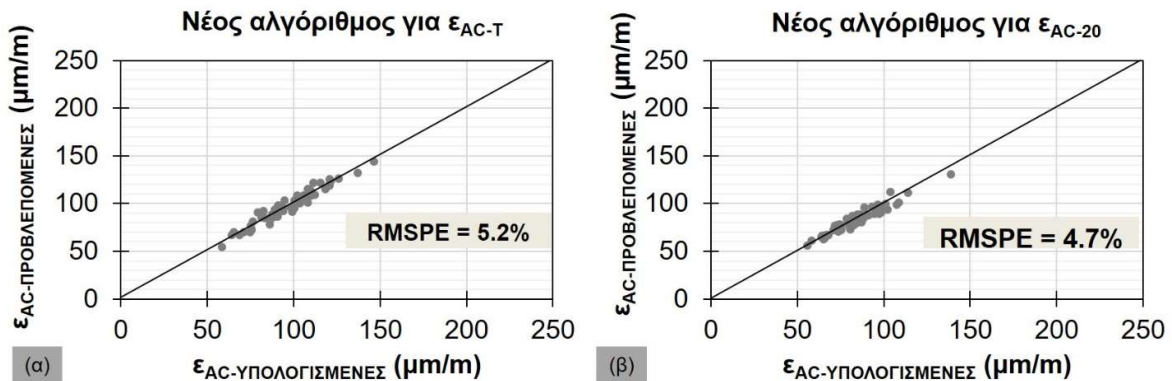 Νέος αλγόριθμος για εAC-T
εAC-ΠΡΟΒΛΕΠΟΜΕΝΕΣ (μm/m)
250
200
150
100
50
0
RMSPE = 5.2%
0 50 100 150 200 250
(α)
εAC-ΥΠΟΛΟΓΙΣΜΕΝΕΣ (μm/m)
Νέος αλγόριθμος για εAC-20
εAC-ΠΡΟΒΛΕΠΟΜΕΝΕΣ (μm/m)
250
200
150
100
50
0
RMSPE = 4.7%
0 50 100 150 200 250
(β)
εAC-ΥΠΟΛΟΓΙΣΜΕΝΕΣ (μm/m)